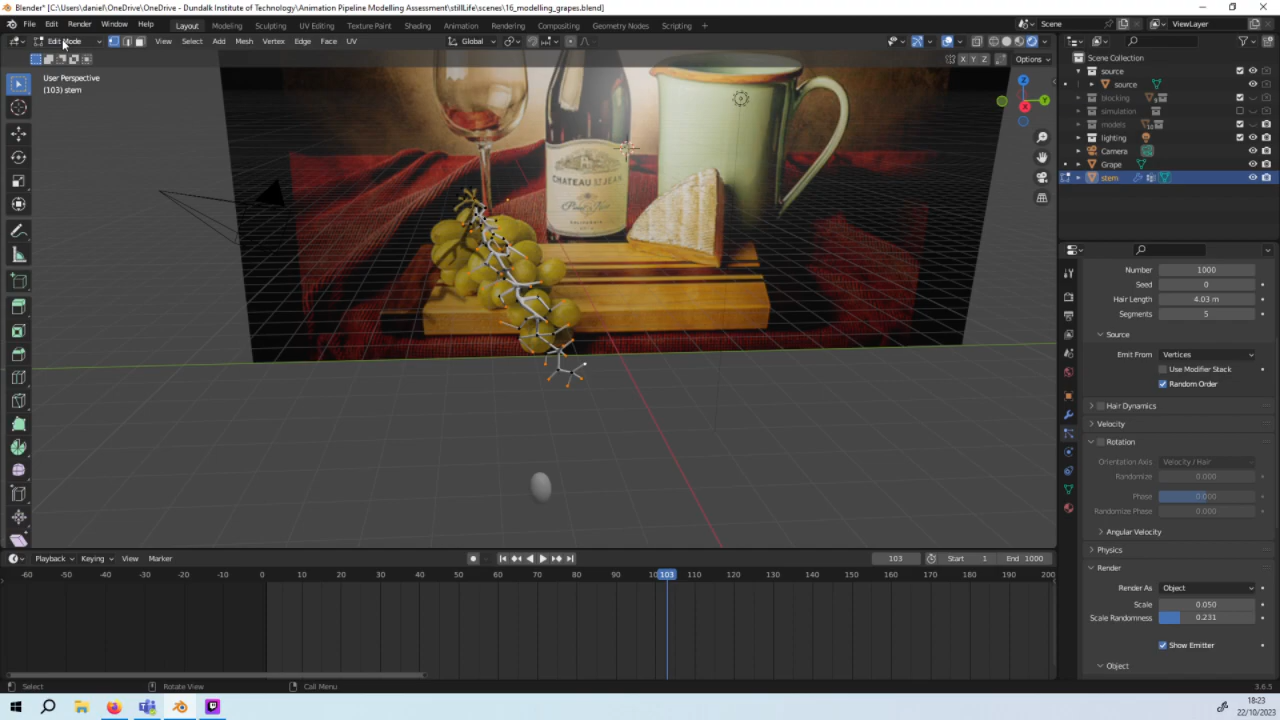 Blender* [C:\Users\daniel\OneDrive\OneDrive - Dundalk Institute of Technology\Animation Pipeline Modelling Assessment\stillLife\scenes\16_modelling_grapes.blend]
File Edit Render Window Help Layout Modeling Sculpting UV Editing Texture Paint Shading Animation Rendering Compositing Geometry Nodes Scripting + Scene ViewLayer
Edit Mode View Select Add Mesh Vertex Edge Face UV Global
X Y Z Options
User Perspective
(103) stem
Z
Y
X
CHATEAU ST. JEAN
Pinot Noir
Scene Collection
source
source
blocking
simulation
models
lighting
Camera
Grape
stem
Number 1000
Seed 0
Hair Length 4.03 m
Segments 5
Source
Emit From Vertices
Use Modifier Stack
Random Order
Hair Dynamics
Velocity
Rotation
Orientation Axis Velocity / Hair
Randomize 0.000
Phase 0.000
Randomize Phase 0.000
Angular Velocity
Physics
Render
Render As Object
Scale 0.050
Scale Randomness 0.231
Show Emitter
Object
Playback Keying View Marker 103 Start 1 End 1000
-60 -50 -40 -30 -20 -10 0 10 20 30 40 50 60 70 80 90 103 110 120 130 140 150 160 170 180 190 200
Select Rotate View Call Menu 3.6.5
18:23
22/10/2023